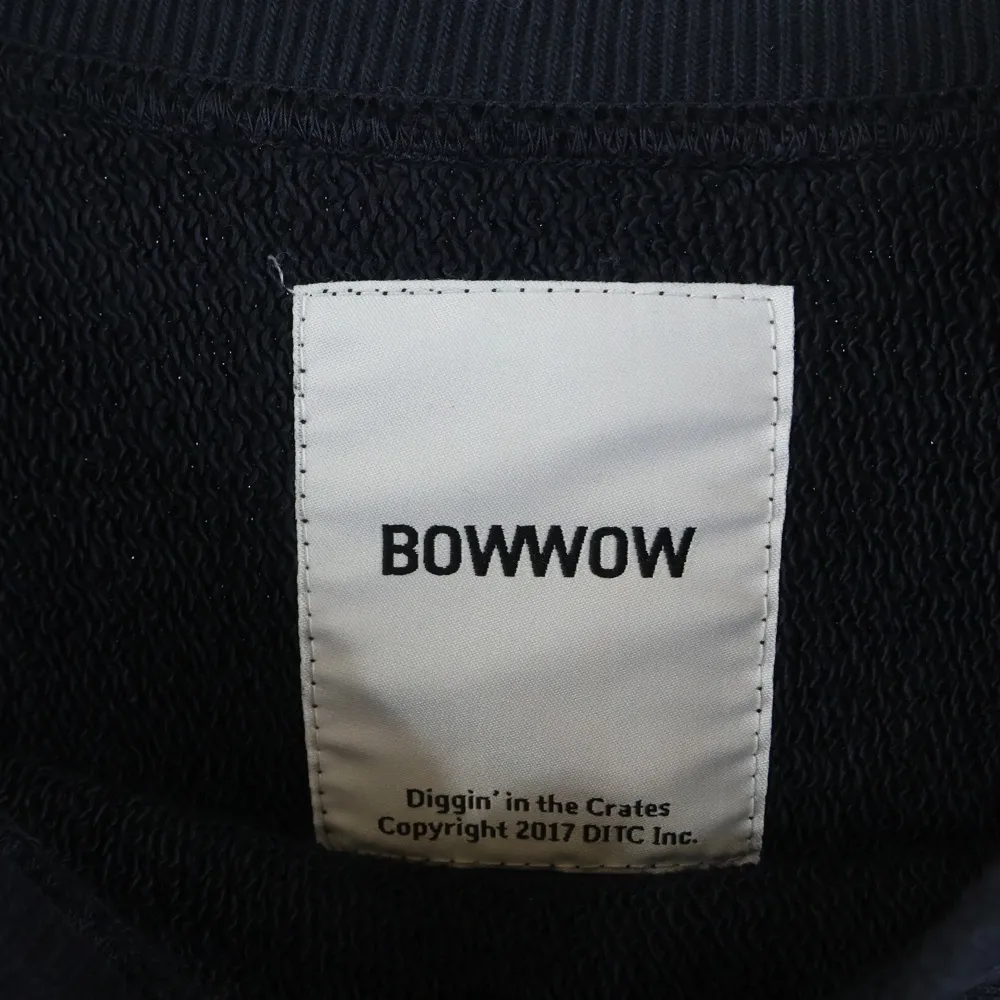 BOWWOW
Diggin' in the Crates
Copyright 2017 DITC Inc.